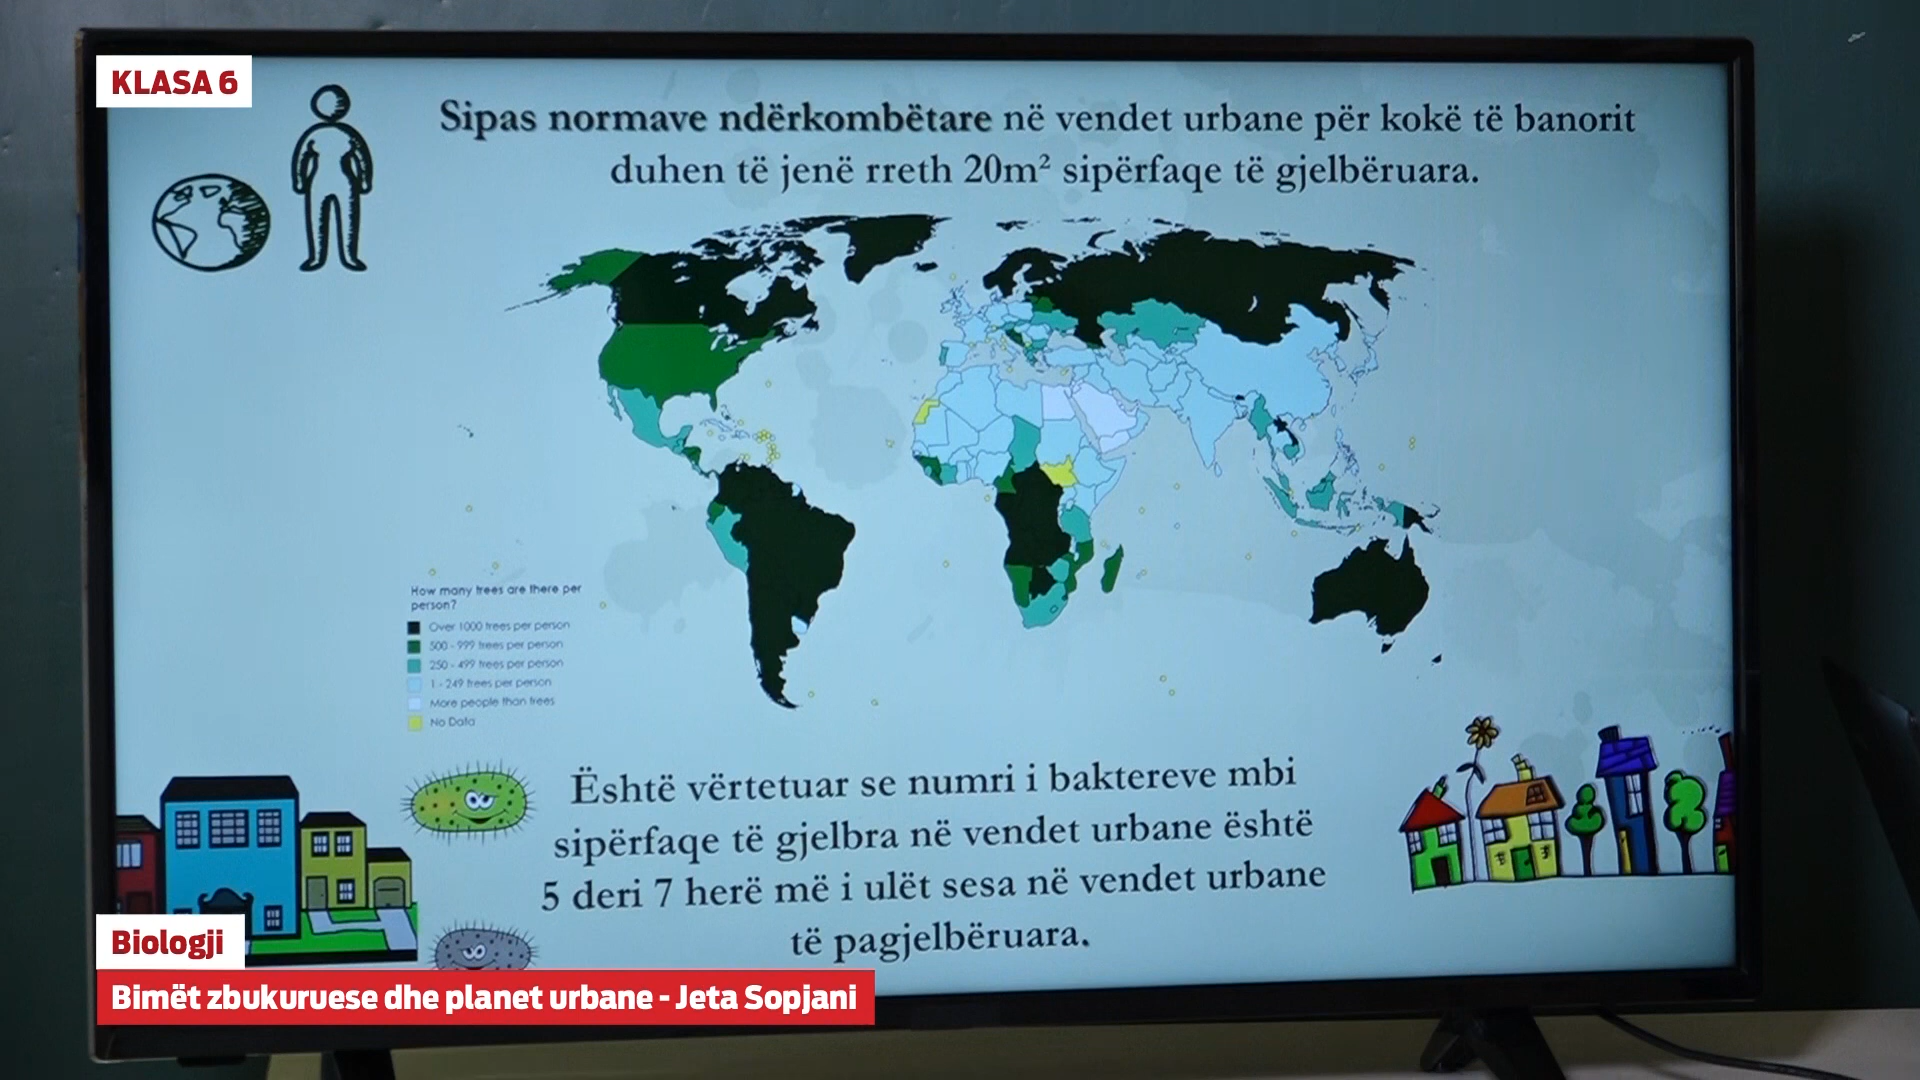 KLASA 6
Sipas normave ndërkombëtare në vendet urbane për kokë të banorit
duhen të jenë rreth 20m² sipërfaqe të gjelbëruara.
How many trees are there per
person?
Over 1000 trees per person
500 - 999 trees per person
250 - 499 trees per person
1 - 249 trees per person
More people than trees
No Data
Është vërtetuar se numri i baktereve mbi
sipërfaqe të gjelbra në vendet urbane është
5 deri 7 herë më i ulët sesa në vendet urbane
të pagjelbëruara.
Biologji
Bimët zbukuruese dhe planet urbane - Jeta Sopjani